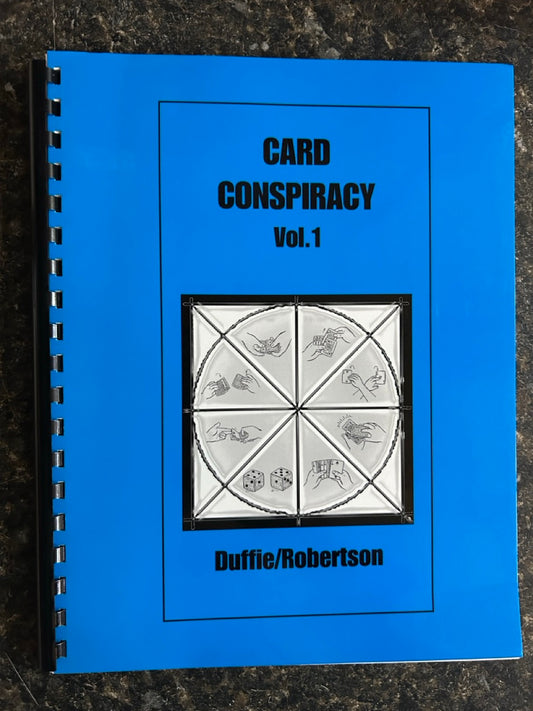 CARD
CONSPIRACY
Vol.1
Duffie/Robertson